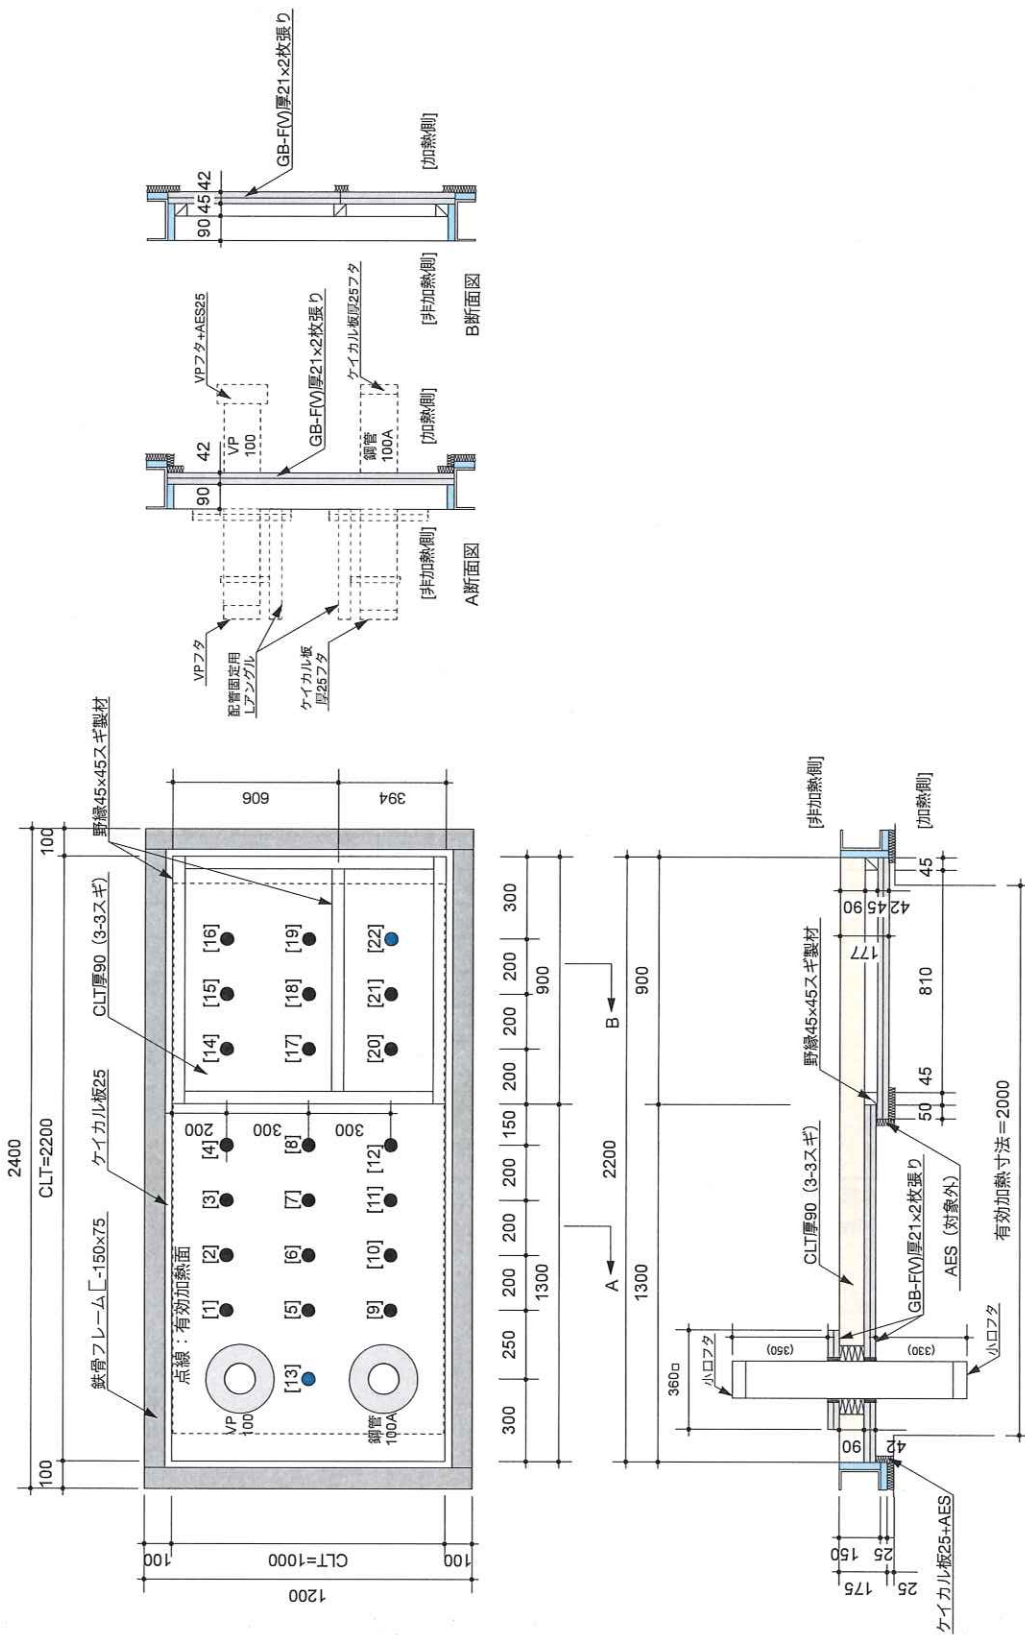 2400
100
CLT=2200
100
鉄骨フレーム［-150×75
ケイカル板25
CLT厚90（3-3スギ）
野縁45×45スギ製材
点線：有効加熱面
1200
100
CLT=1000
100
VP
100
鋼管
100A
[1]
[2]
[3]
[4]
[5]
[6]
[7]
[8]
[9]
[10]
[11]
[12]
[13]
[14]
[15]
[16]
[17]
[18]
[19]
[20]
[21]
[22]
200
300
300
606
394
300
250
200
200
200
150
200
200
200
300
1300
900
A
B
2200
1300
900
360□
小口フタ
(350)
(330)
小口フタ
CLT厚90（3-3スギ）
野縁45×45スギ製材
GB-F(V)厚21×2枚張り
AES（対象外）
[非加熱側]
[加熱側]
90
42
177
90
45
42
150
25
175
25
ケイカル板25+AES
50
45
810
45
有効加熱寸法＝2000
VPフタ
配管固定用
Lアングル
ケイカル板
厚25フタ
90
42
VP
100
鋼管
100A
VPフタ+AES25
GB-F(V)厚21×2枚張り
ケイカル板厚25フタ
[非加熱側]
[加熱側]
A断面図
90
45
42
GB-F(V)厚21×2枚張り
[非加熱側]
[加熱側]
B断面図